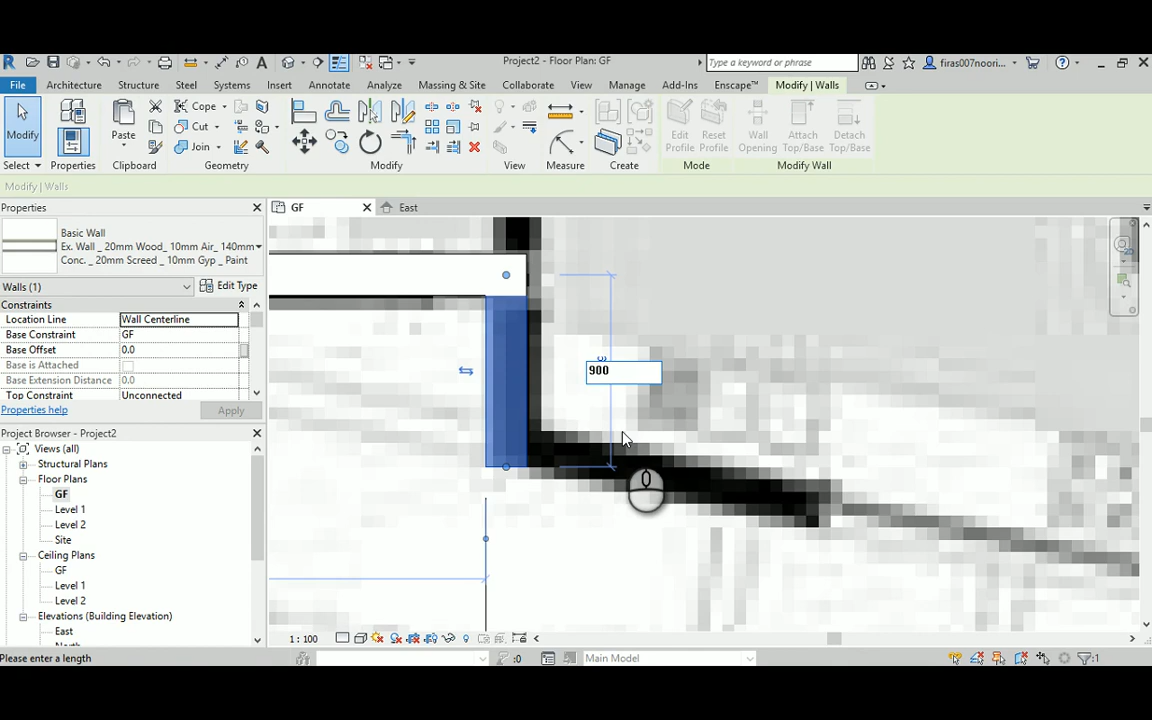 Project2 - Floor Plan: GF
Type a keyword or phrase
firas007noori...
File Architecture Structure Steel Systems Insert Annotate Analyze Massing & Site Collaborate View Manage Add-Ins Enscape™ Modify | Walls
Modify
Select
Properties
Paste
Clipboard
Cope
Cut
Join
Geometry
Modify
View
Measure
Create
Edit Profile
Reset Profile
Mode
Wall Opening
Attach Top/Base
Detach Top/Base
Modify Wall
Modify | Walls
Properties
GF
East
Basic Wall
Ex. Wall _ 20mm Wood_ 10mm Air_ 140mm
Conc. _ 20mm Screed _ 10mm Gyp _ Paint
Walls (1)
Edit Type
Constraints
Location Line Wall Centerline
Base Constraint GF
Base Offset 0.0
Base is Attached
Base Extension Distance 0.0
Top Constraint Unconnected
Properties help
Apply
900
Project Browser - Project2
Views (all)
Structural Plans
Floor Plans
GF
Level 1
Level 2
Site
Ceiling Plans
GF
Level 1
Level 2
Elevations (Building Elevation)
East
1 : 100
Please enter a length
:0
Main Model
:1